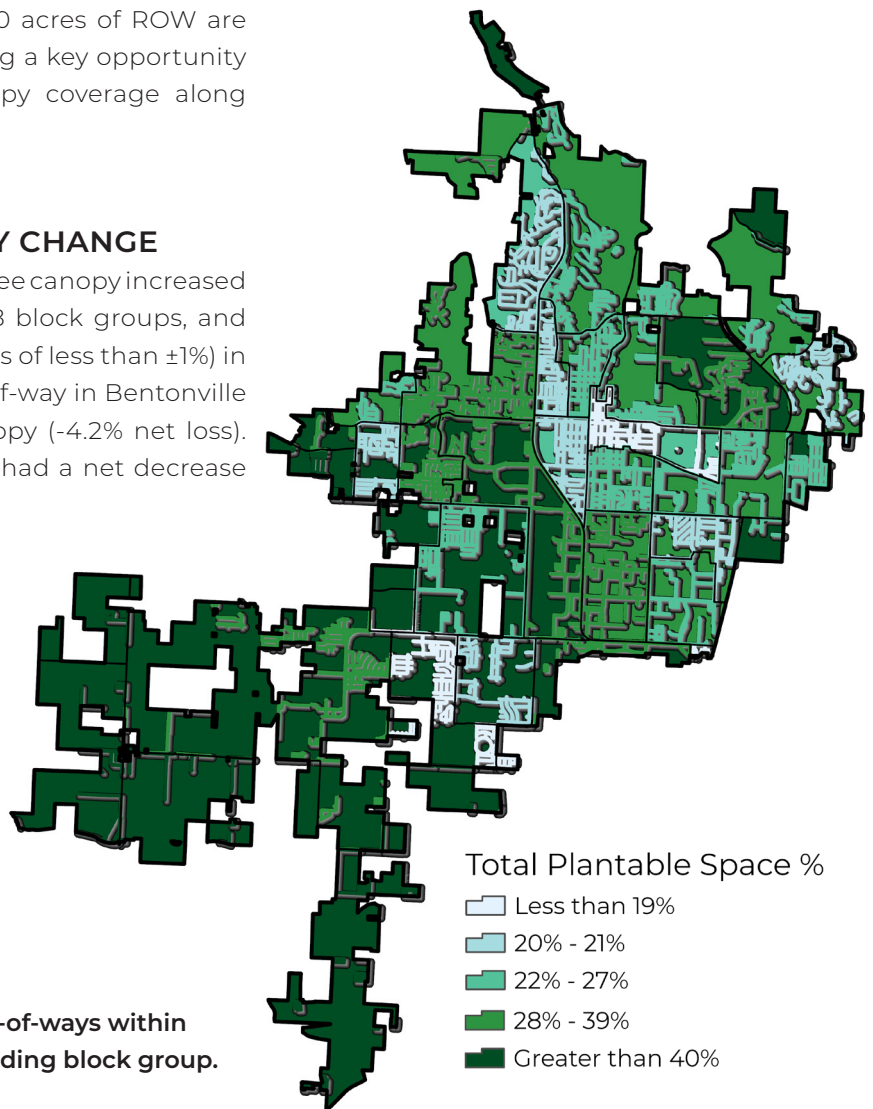 0 acres of ROW are
g a key opportunity
py coverage along
Y CHANGE
ee canopy increased
3 block groups, and
s of less than ±1%) in
f-way in Bentonville
opy (-4.2% net loss).
had a net decrease
Total Plantable Space %
Less than 19%
20% - 21%
22% - 27%
28% - 39%
Greater than 40%
-of-ways within
ding block group.